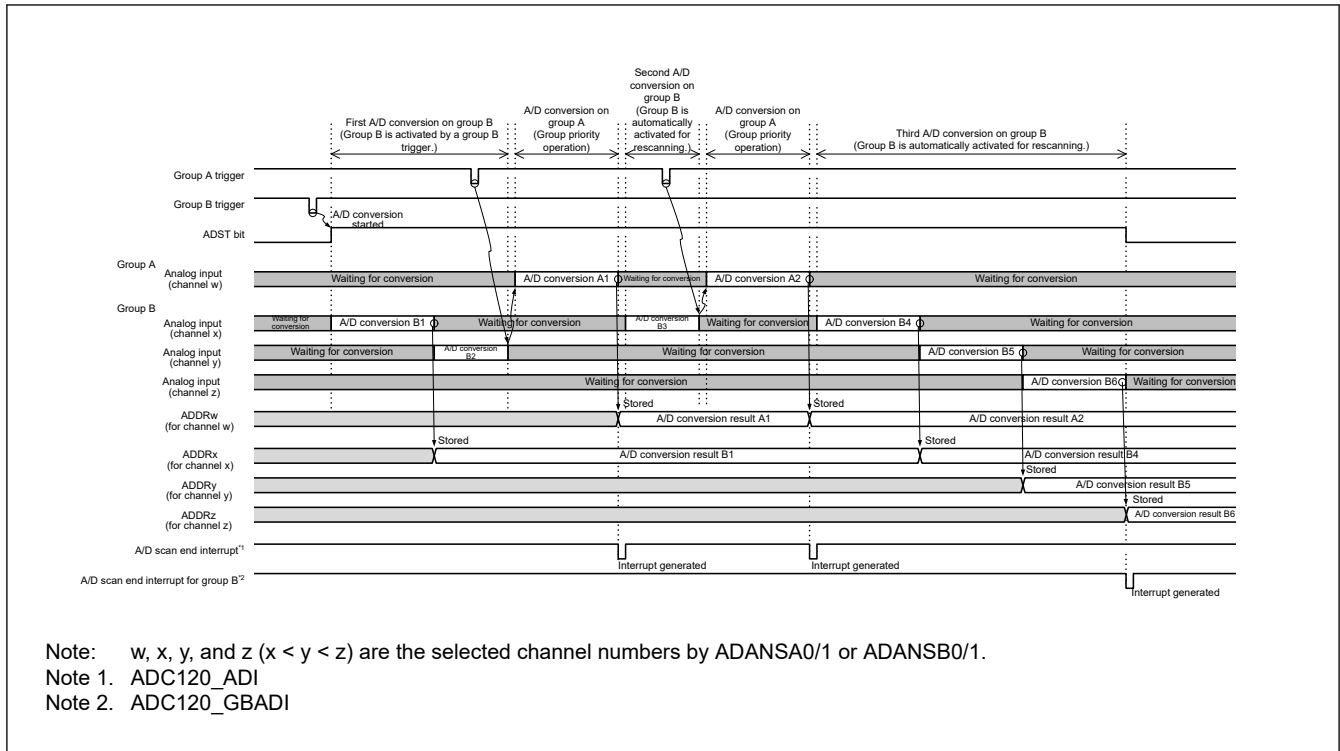 First A/D conversion on group B
(Group B is activated by a group B
trigger.)
A/D conversion on
group A
(Group priority
operation)
Second A/D
conversion on
group B
(Group B is
automatically
activated for
rescanning.)
A/D conversion on
group A
(Group priority
operation)
Third A/D conversion on group B
(Group B is automatically activated for rescanning.)
Group A trigger
Group B trigger
A/D conversion
started
ADST bit
Group A
Analog input
(channel w)
Waiting for conversion
A/D conversion A1
Waiting for conversion
A/D conversion A2
Waiting for conversion
Group B
Analog input
(channel x)
Waiting for
conversion
A/D conversion B1
Waiting for conversion
A/D conversion
B3
Waiting for conversion
A/D conversion B4
Waiting for conversion
Analog input
(channel y)
Waiting for conversion
A/D conversion
B2
Waiting for conversion
A/D conversion B5
Waiting for conversion
Analog input
(channel z)
Waiting for conversion
A/D conversion B6
Waiting for conversion
Stored
Stored
ADDRw
(for channel w)
A/D conversion result A1
A/D conversion result A2
Stored
Stored
ADDRx
(for channel x)
A/D conversion result B1
A/D conversion result B4
Stored
ADDRy
(for channel y)
A/D conversion result B5
Stored
ADDRz
(for channel z)
A/D conversion result B6
A/D scan end interrupt*1
Interrupt generated
Interrupt generated
A/D scan end interrupt for group B*2
Interrupt generated
Note: w, x, y, and z (x < y < z) are the selected channel numbers by ADANSA0/1 or ADANSB0/1.
Note 1. ADC120_ADI
Note 2. ADC120_GBADI